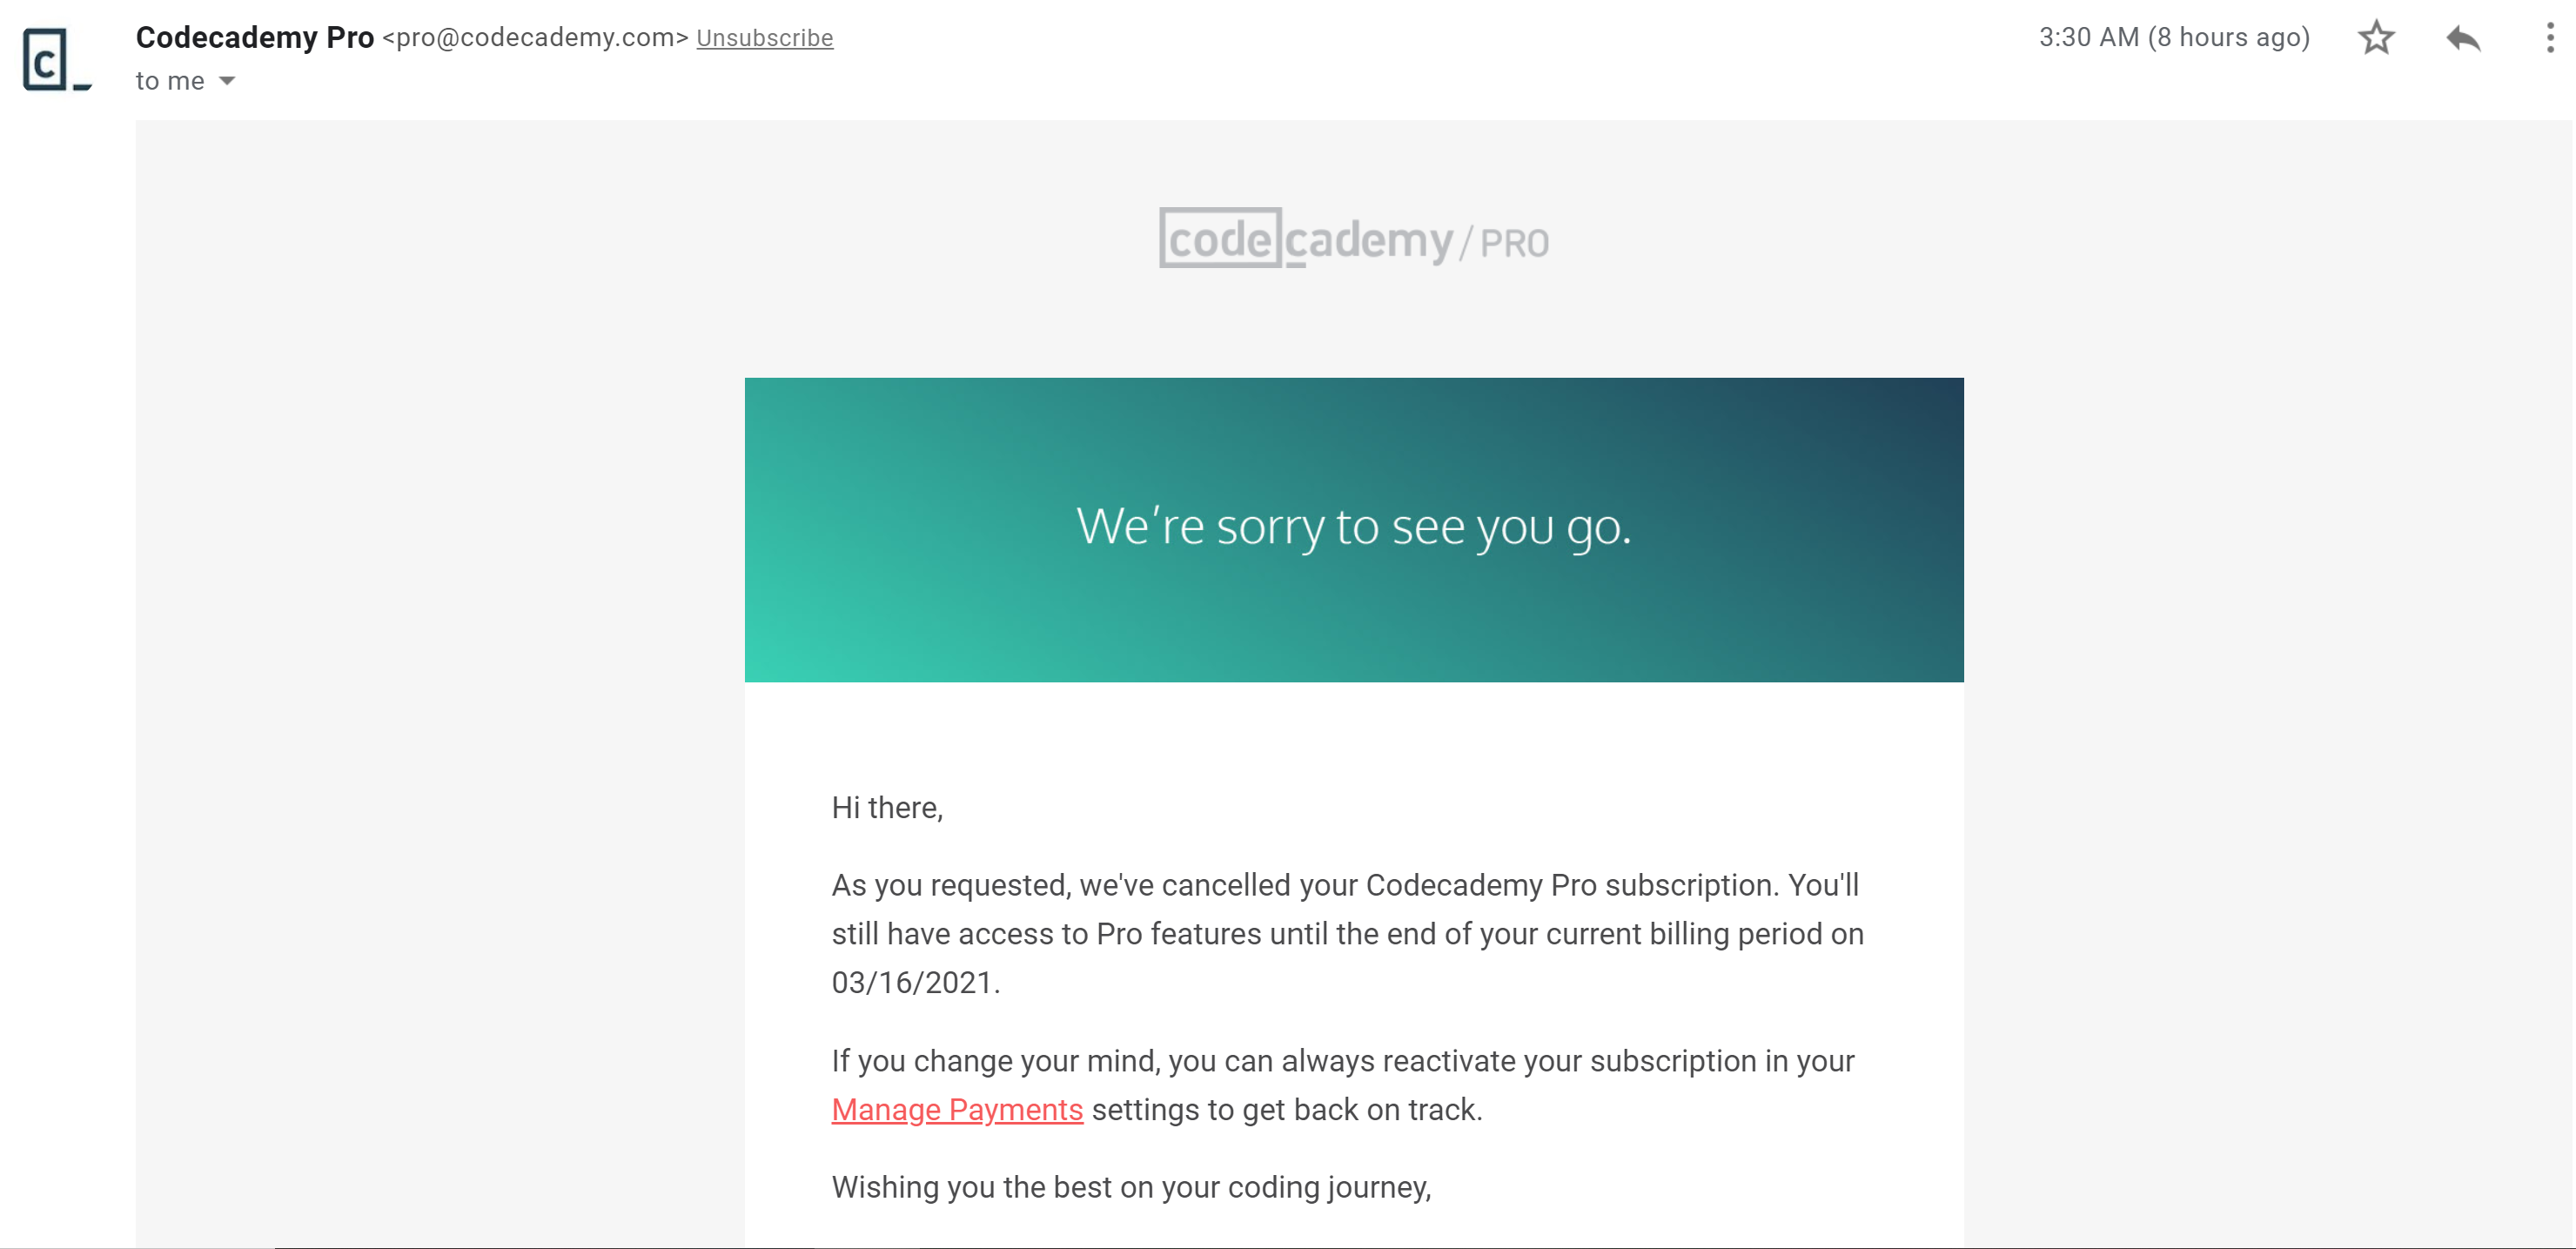 Codecademy Pro <pro@codecademy.com> Unsubscribe
3:30 AM (8 hours ago)
to me
codecademy/PRO
We're sorry to see you go.
Hi there,
As you requested, we've cancelled your Codecademy Pro subscription. You'll
still have access to Pro features until the end of your current billing period on
03/16/2021.
If you change your mind, you can always reactivate your subscription in your
Manage Payments settings to get back on track.
Wishing you the best on your coding journey,